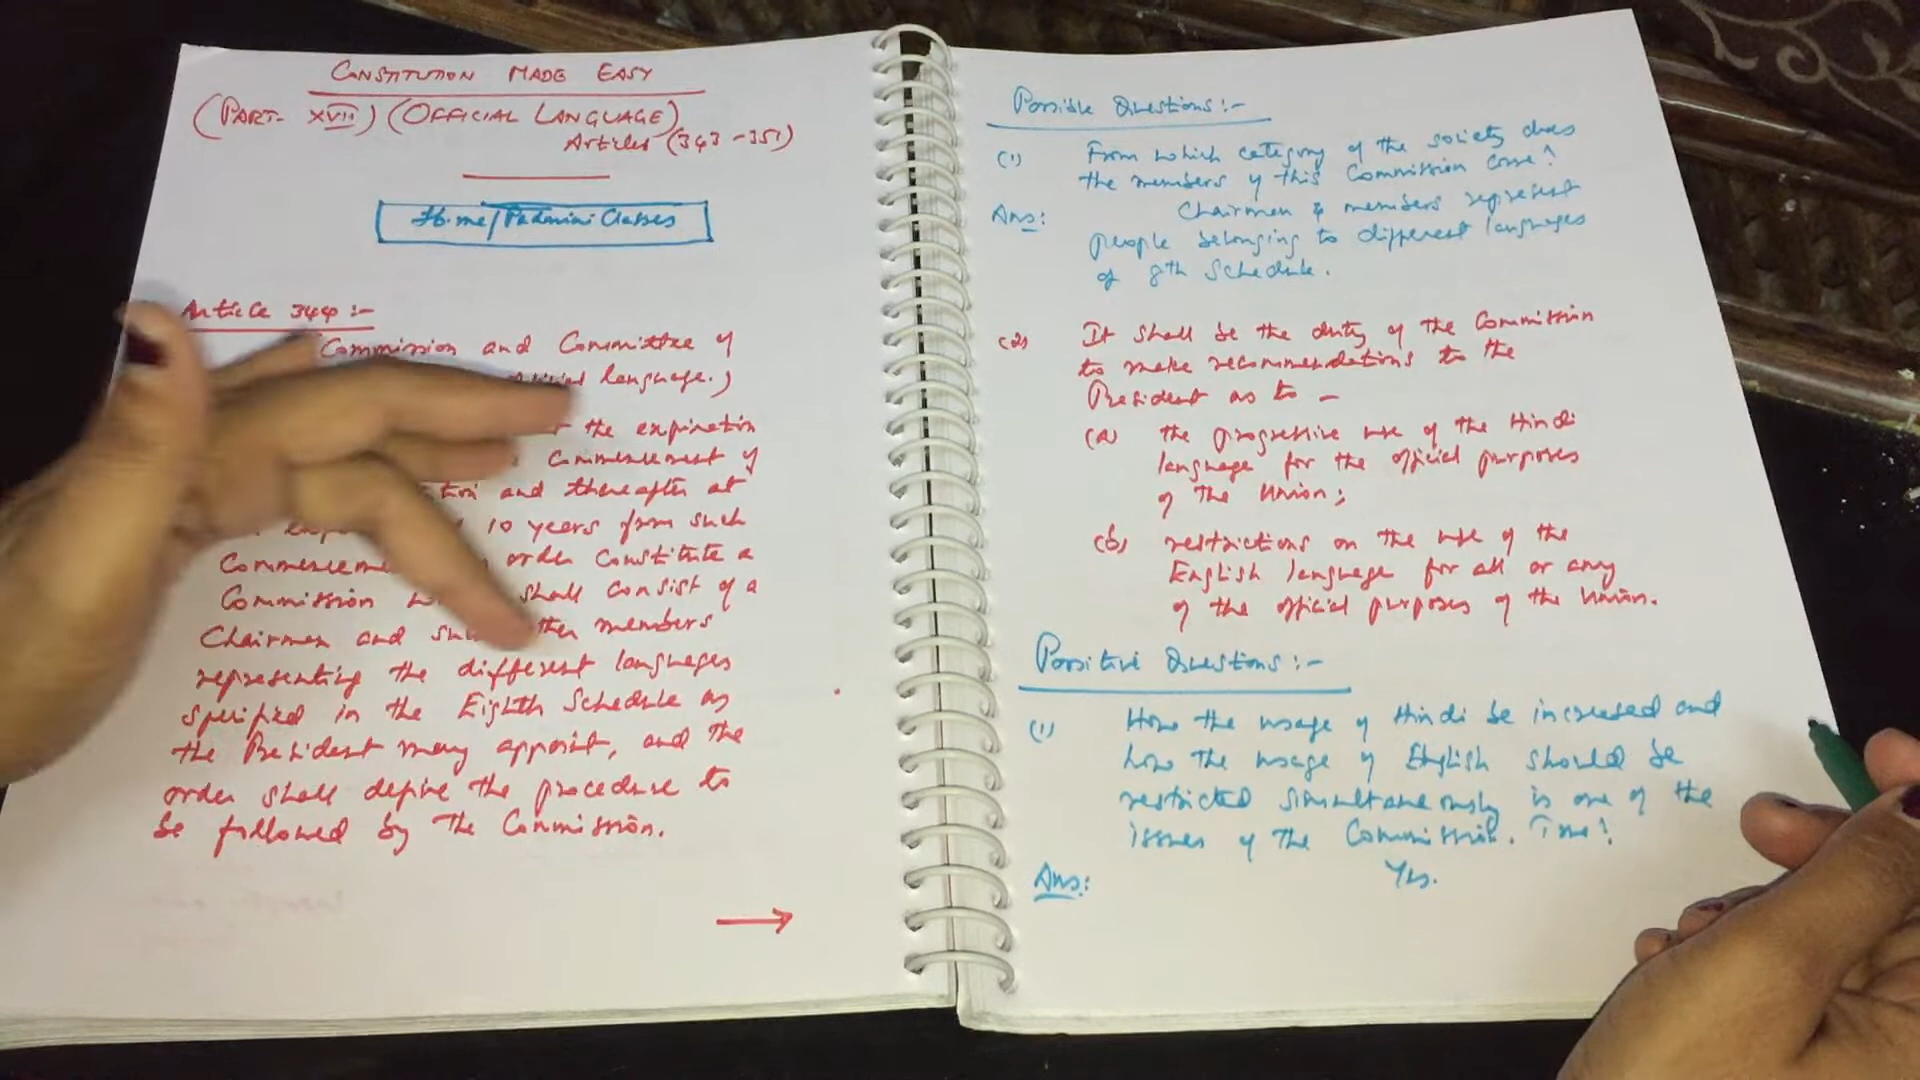 CONSTITUTION MADE EASY
(PART- XVII) (OFFICIAL LANGUAGE)
Articles (343-351)
Home/Padmini Classes
Article 344 :-
(Commission and Committee of
language.)
the expiration
commencement of
and thereafter at
10 years from such
order constitute a
Commission shall consist of a
Chairman and other members
representing the different languages
specified in the Eighth Schedule as
the President may appoint, and the
order shall define the procedure to
be followed by the Commission.
Possible Questions :-
(1) From which category of the society does
the members of this Commission come?
Ans: Chairman & members represent
people belonging to different languages
of 8th Schedule.
(2) It shall be the duty of the Commission
to make recommendations to the
President as to -
(a) the progressive use of the Hindi
language for the official purposes
of the Union;
(b) restrictions on the use of the
English language for all or any
of the official purposes of the Union.
Positive Questions :-
(1) How the usage of Hindi be increased and
how the usage of English should be
restricted simultaneously is one of the
issues of the Commission. True?
Ans: Yes.